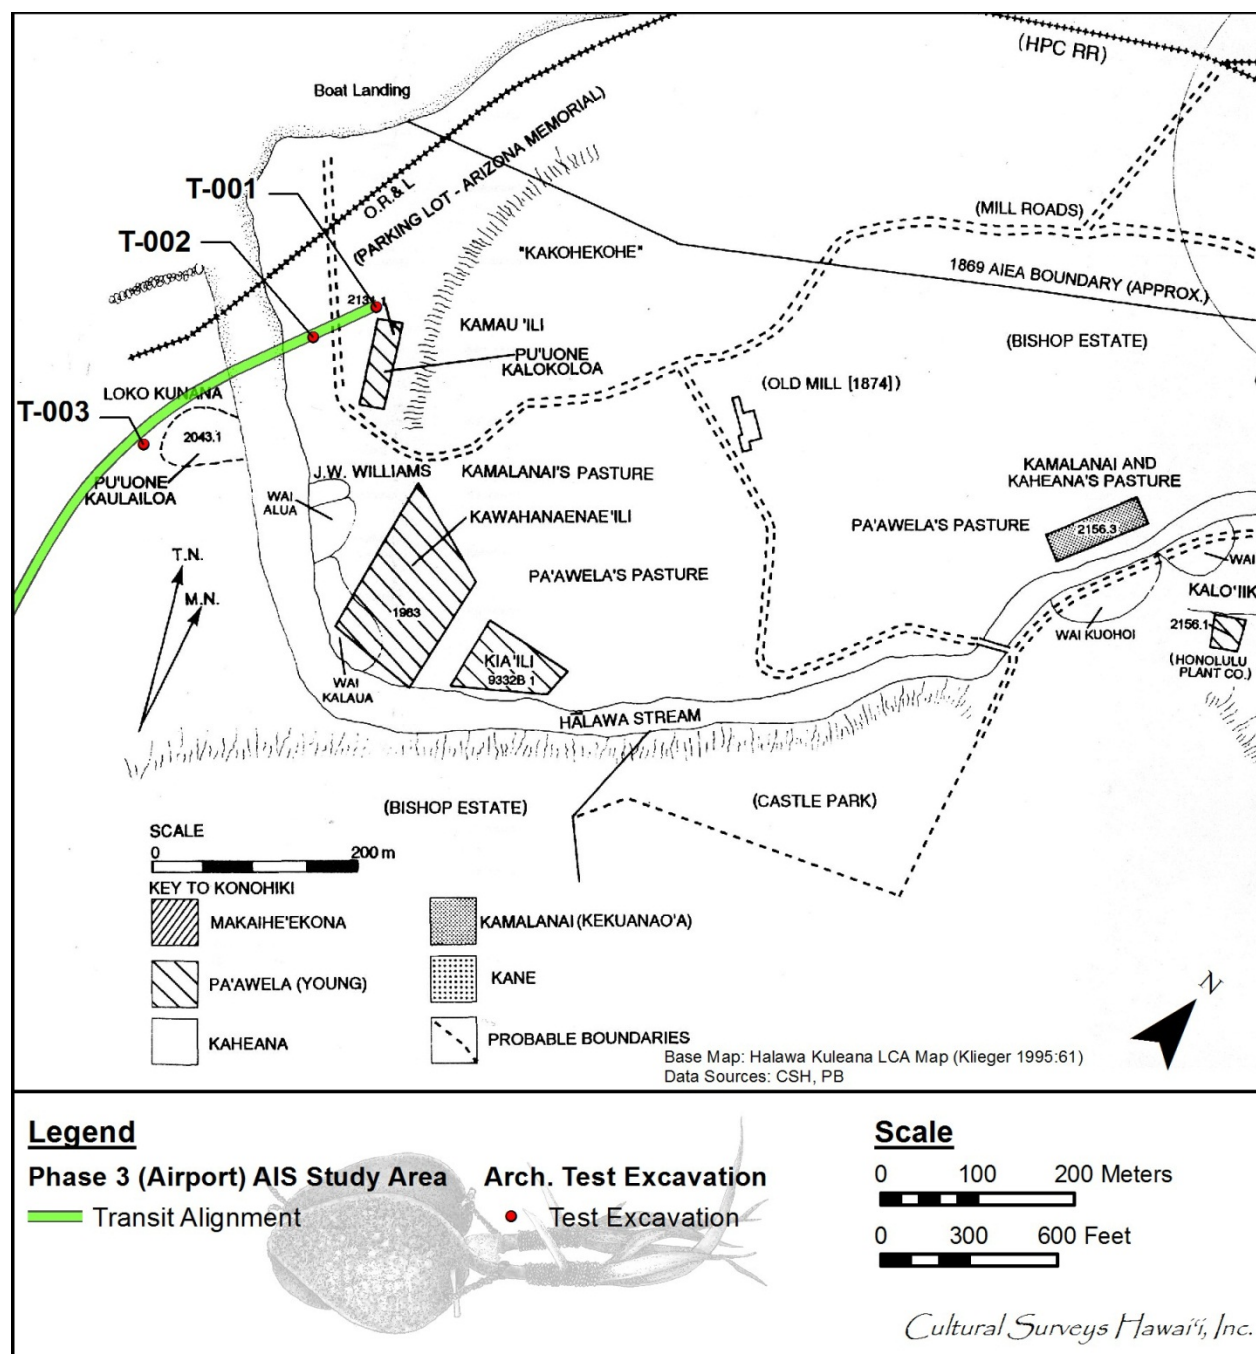 (HPC RR)
Boat Landing
O.R.& L
(PARKING LOT - ARIZONA MEMORIAL)
T-001
T-002
(MILL ROADS)
"KAKOHEKOHE"
1869 AIEA BOUNDARY (APPROX.)
2131.1
KAMAU 'ILI
(BISHOP ESTATE)
PU'UONE
KALOKOLOA
(OLD MILL [1874])
LOKO KUNANA
T-003
2043.1
PU'UONE
KAULAILOA
J.W. WILLIAMS
KAMALANAI'S PASTURE
KAMALANAI AND
KAHEANA'S PASTURE
WAI
ALUA
KAWAHANAENAE'ILI
PA'AWELA'S PASTURE
2156.3
T.N.
M.N.
PA'AWELA'S PASTURE
WAI
KALO'IIK
1983
WAI KUOHOI
2156.1
(HONOLULU
PLANT CO.)
KIA'ILI
9332B 1
WAI
KALAUA
HĀLAWA STREAM
(BISHOP ESTATE)
(CASTLE PARK)
SCALE
0 200 m
KEY TO KONOHIKI
MAKAIHE'EKONA
KAMALANAI (KEKUANAO'A)
PA'AWELA (YOUNG)
KANE
KAHEANA
PROBABLE BOUNDARIES
N
Base Map: Halawa Kuleana LCA Map (Klieger 1995:61)
Data Sources: CSH, PB
Legend
Phase 3 (Airport) AIS Study Area
Transit Alignment
Arch. Test Excavation
Test Excavation
Scale
0 100 200 Meters
0 300 600 Feet
Cultural Surveys Hawai‘i, Inc.